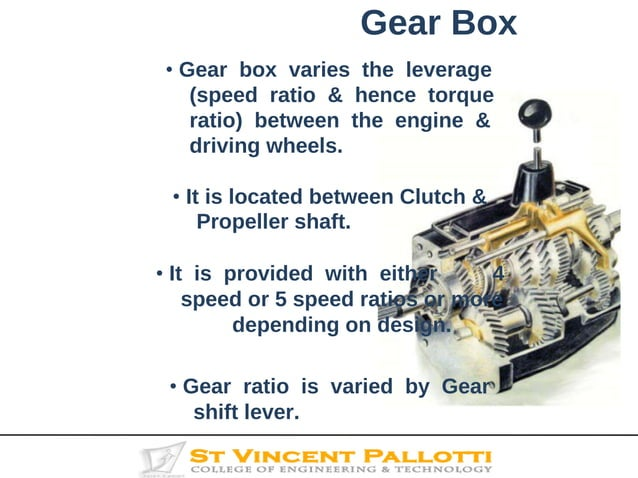 Gear Box
• Gear box varies the leverage
(speed ratio & hence torque
ratio) between the engine &
driving wheels.
• It is located between Clutch &
Propeller shaft.
• It is provided with either 4
speed or 5 speed ratios or more
depending on design.
• Gear ratio is varied by Gear
shift lever.
St Vincent Pallotti
COLLEGE OF ENGINEERING & TECHNOLOGY